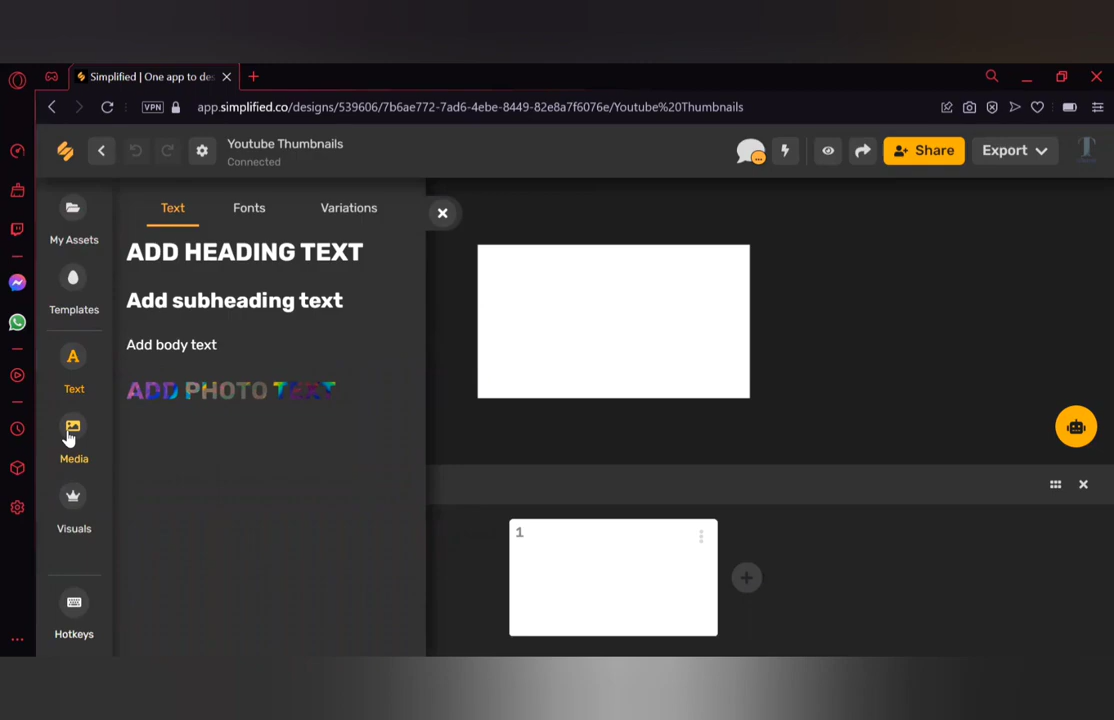 Simplified | One app to des
VPN
app.simplified.co/designs/539606/7b6ae772-7ad6-4ebe-8449-82e8a7f6076e/Youtube%20Thumbnails
Youtube Thumbnails
Connected
Share
Export
My Assets
Templates
Text
Media
Visuals
Hotkeys
Text Fonts Variations
ADD HEADING TEXT
Add subheading text
Add body text
ADD PHOTO TEXT
1